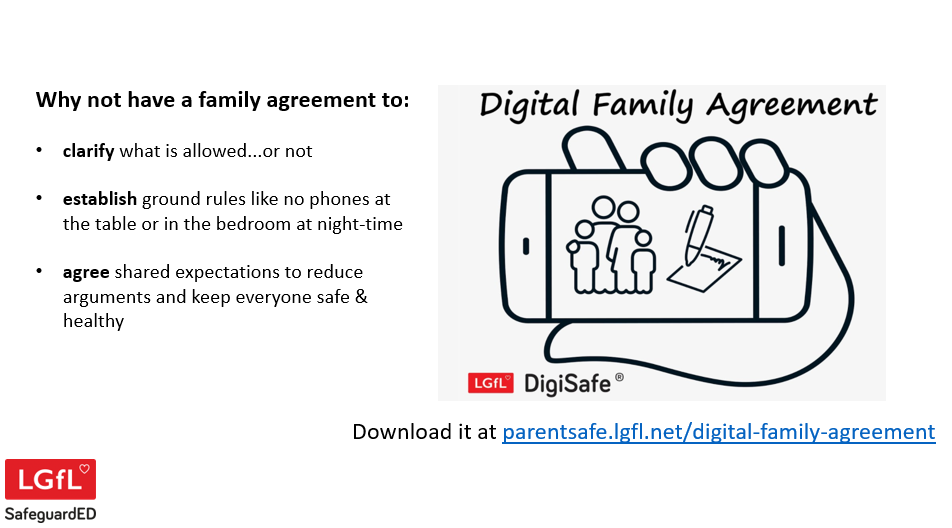 Why not have a family agreement to:
• clarify what is allowed...or not
• establish ground rules like no phones at
the table or in the bedroom at night-time
• agree shared expectations to reduce
arguments and keep everyone safe &
healthy
Digital Family Agreement
LGfL DigiSafe®
Download it at parentsafe.lgfl.net/digital-family-agreement
LGfL
SafeguardED